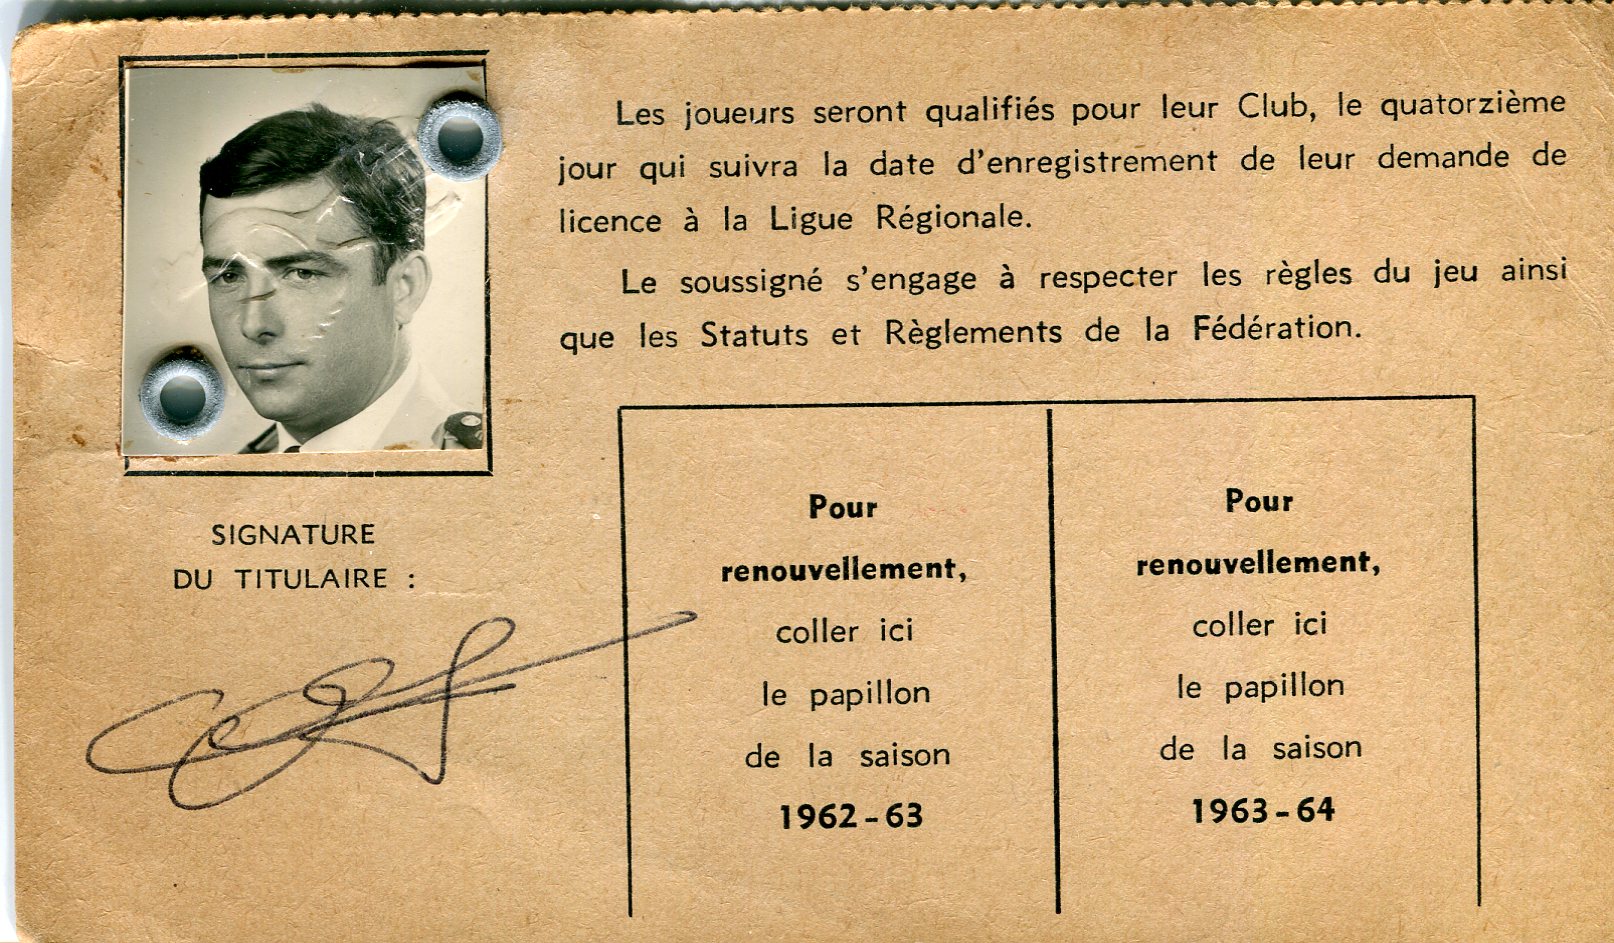 Les joueurs seront qualifiés pour leur Club, le quatorzième
jour qui suivra la date d'enregistrement de leur demande de
licence à la Ligue Régionale.
Le soussigné s'engage à respecter les règles du jeu ainsi
que les Statuts et Règlements de la Fédération.
SIGNATURE
DU TITULAIRE :
Pour
renouvellement,
coller ici
le papillon
de la saison
1962-63
Pour
renouvellement,
coller ici
le papillon
de la saison
1963-64